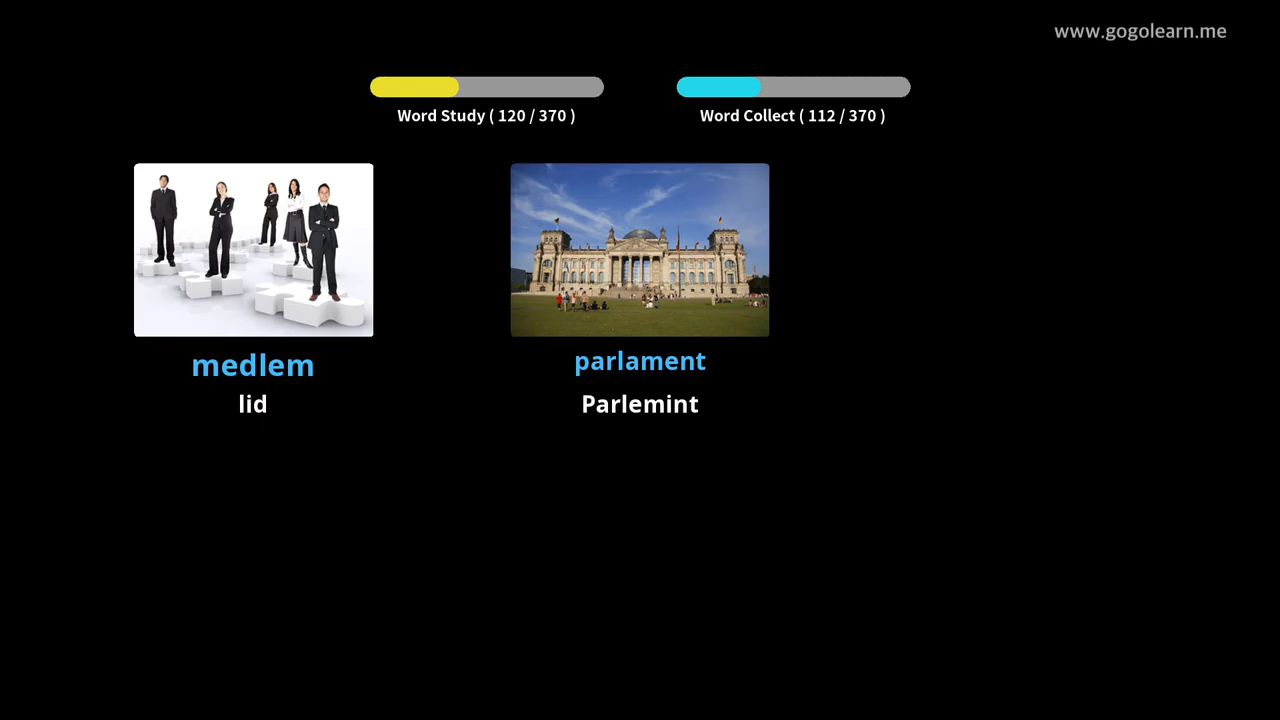 www.gogolearn.me
Word Study ( 120 / 370 )
Word Collect ( 112 / 370 )
medlem
lid
parlament
Parlemint